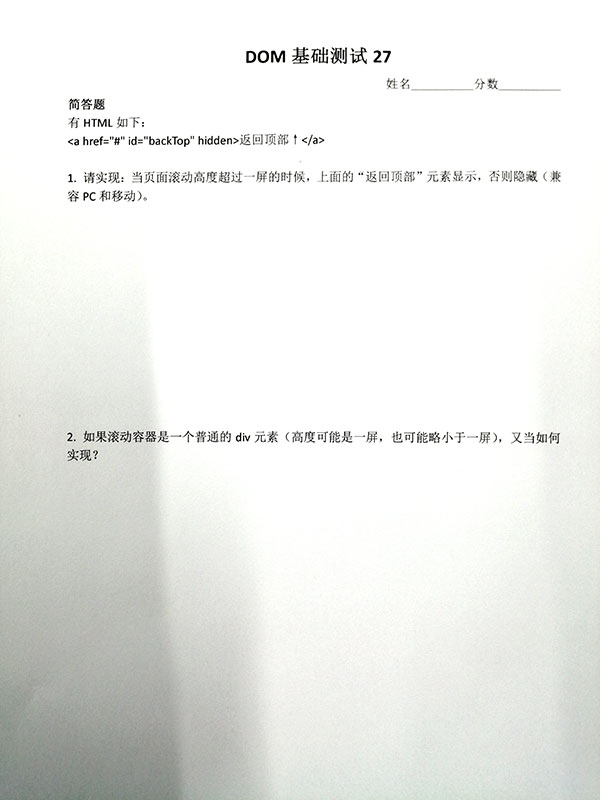 DOM 基础测试 27
姓名__________分数__________
简答题
有 HTML 如下：
<a href="#" id="backTop" hidden>返回顶部↑</a>
1. 请实现：当页面滚动高度超过一屏的时候，上面的“返回顶部”元素显示，否则隐藏（兼
容 PC 和移动）。
2. 如果滚动容器是一个普通的 div 元素（高度可能是一屏，也可能略小于一屏），又当如何
实现？